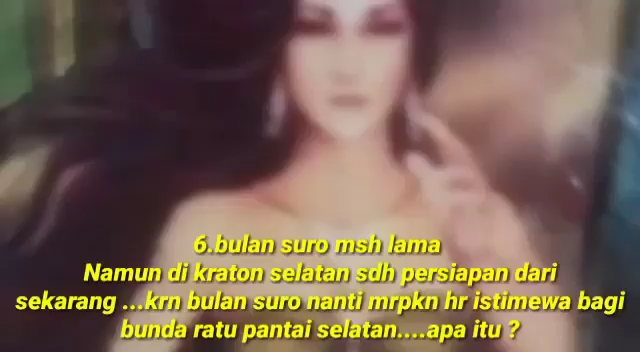 6.bulan suro msh lama
Namun di kraton selatan sdh persiapan dari
sekarang ...krn bulan suro nanti mrpkn hr istimewa bagi
bunda ratu pantai selatan....apa itu ?